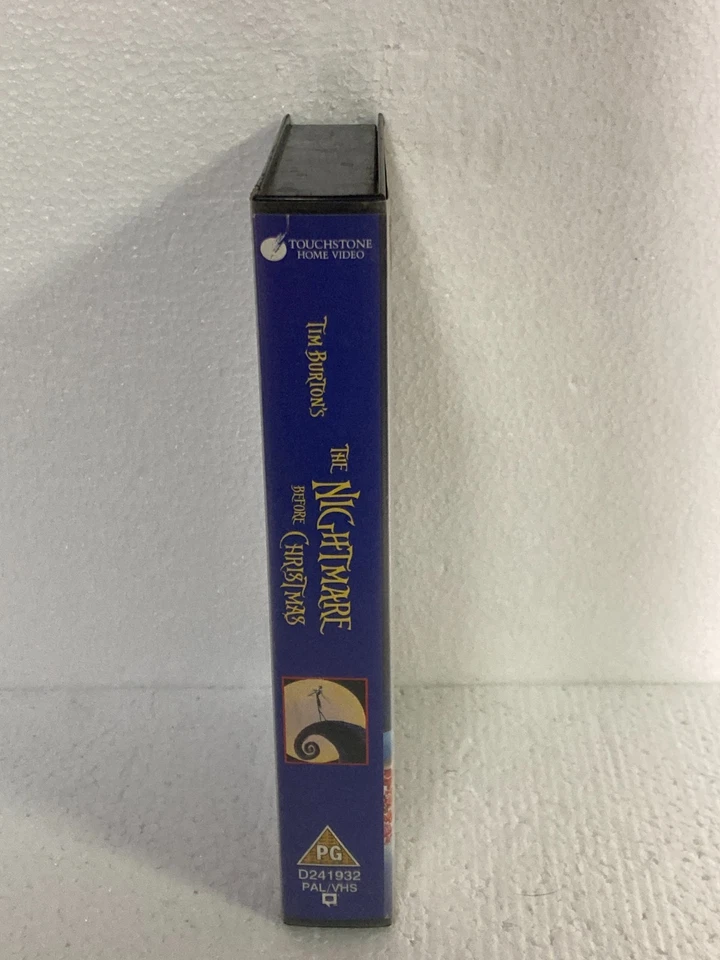 TOUCHSTONE
HOME VIDEO
TIM BURTON'S
THE NIGHTMARE
BEFORE CHRISTMAS
PG
D241932
PAL/VHS